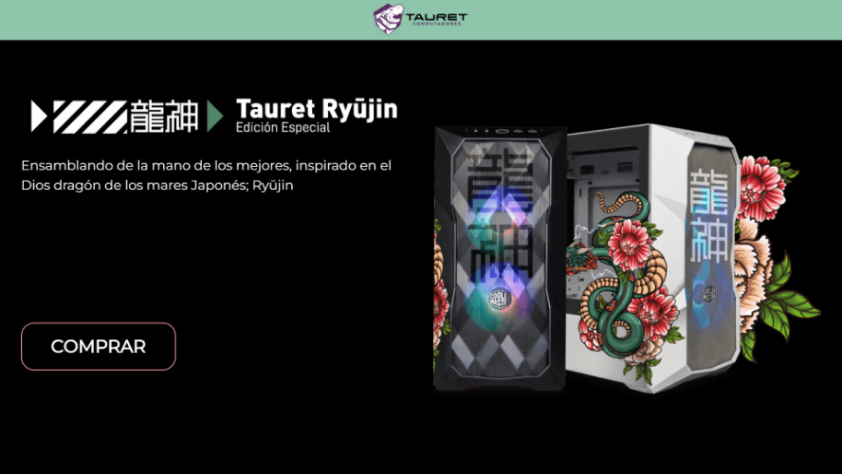 TAURET
COMPUTADORES
龍神
Tauret Ryūjin
Edición Especial
Ensamblando de la mano de los mejores, inspirado en el
Dios dragón de los mares Japonés; Ryūjin
COMPRAR
龍神
COOLER
MASTER
龍神